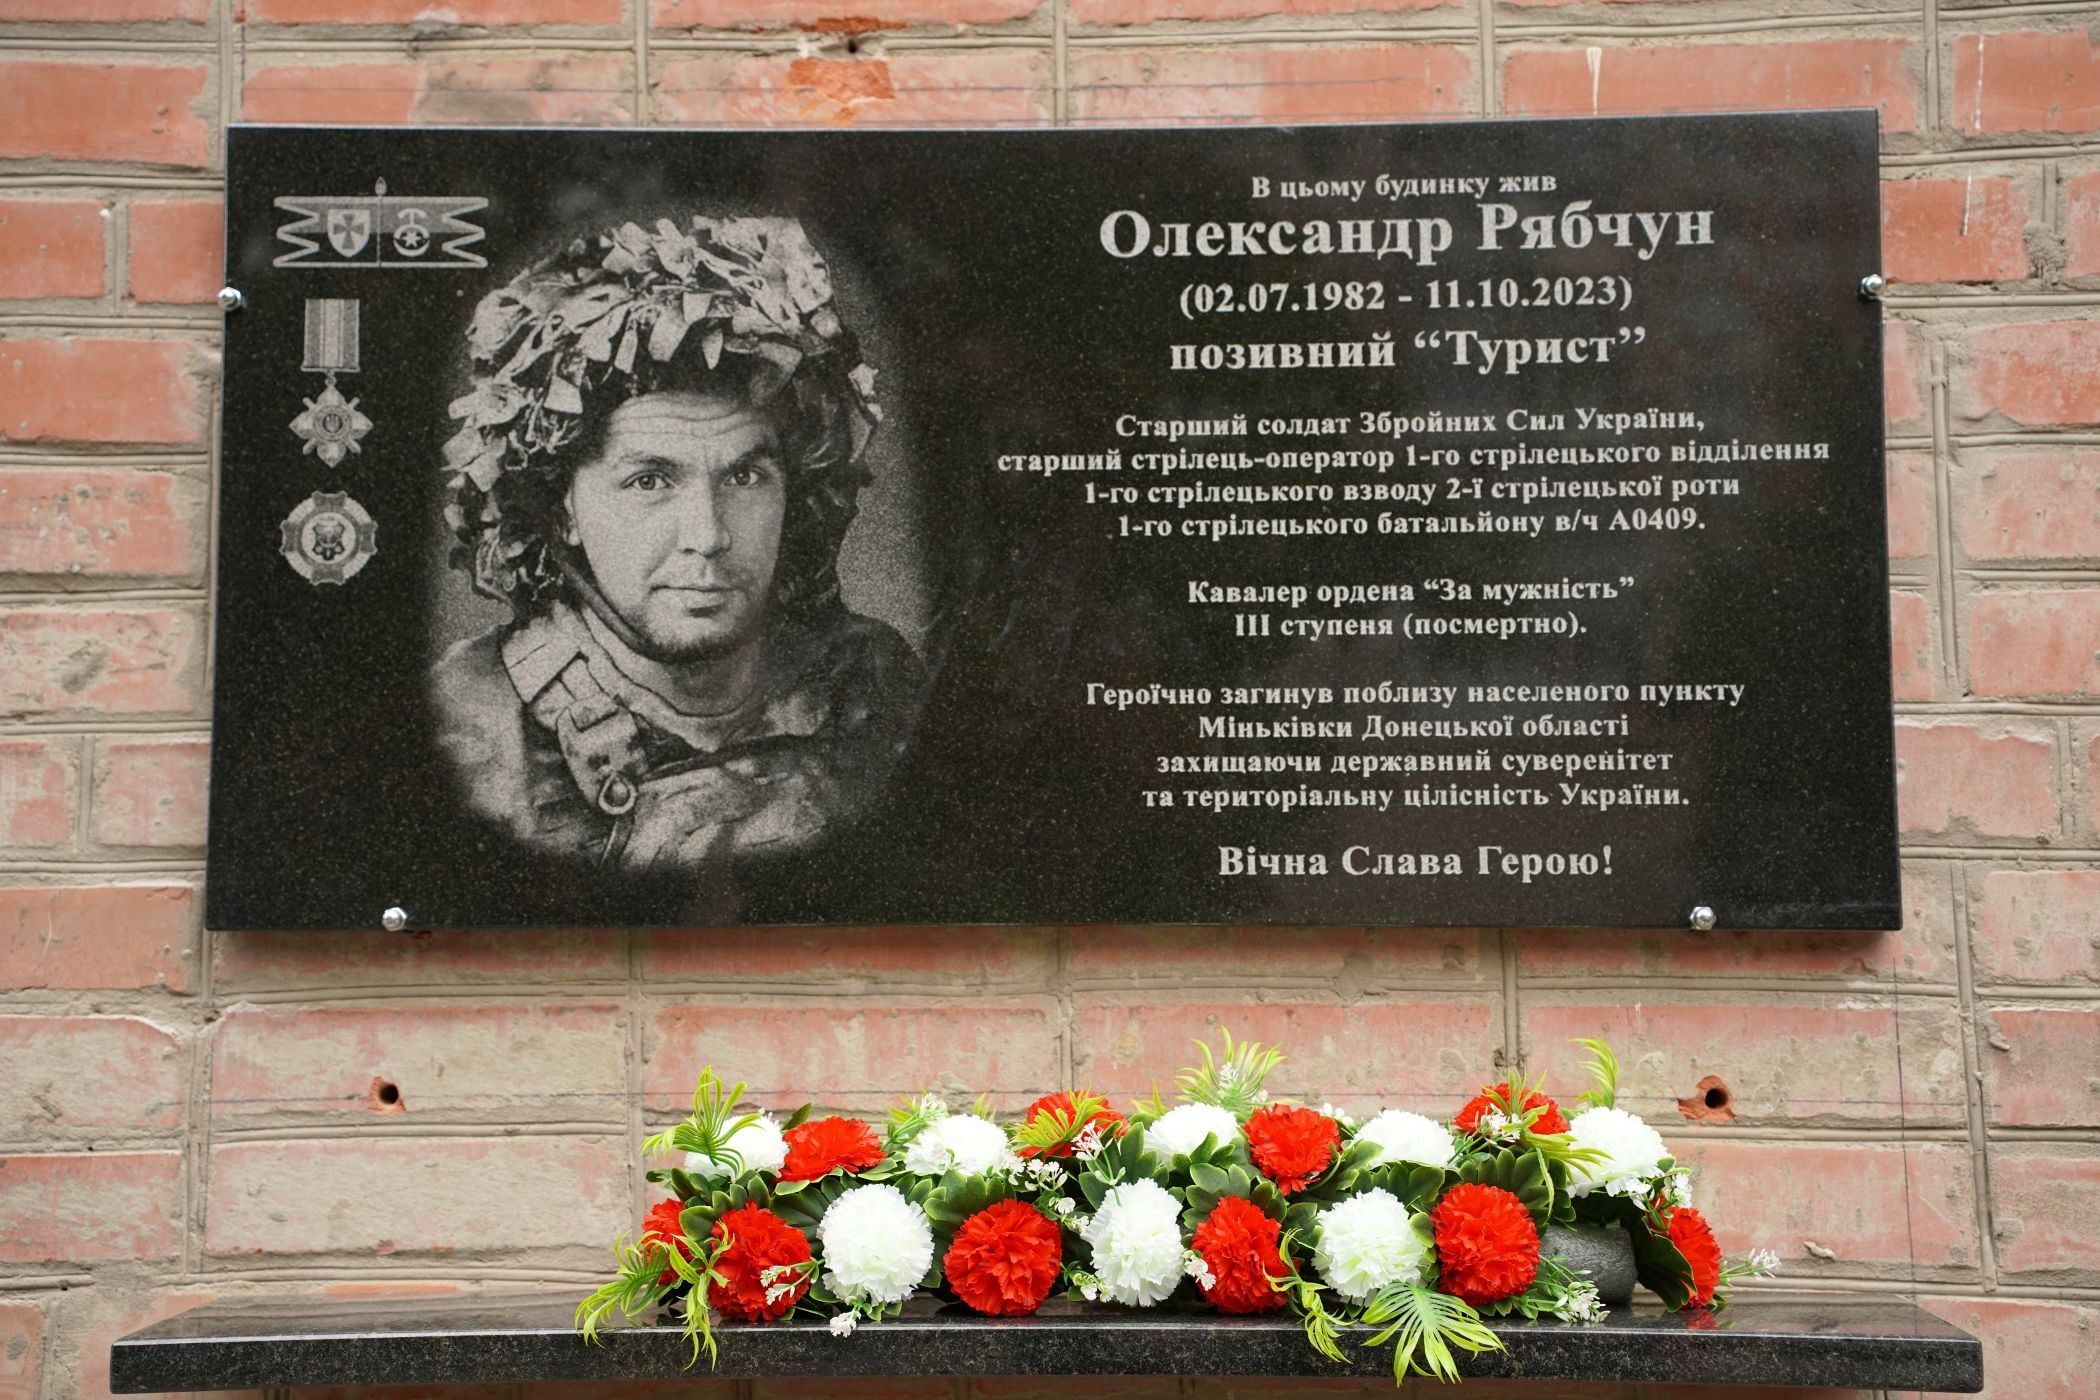 В цьому будинку жив
Олександр Рябчун
(02.07.1982 - 11.10.2023)
позивний “Турист”
Старший солдат Збройних Сил України,
старший стрілець-оператор 1-го стрілецького відділення
1-го стрілецького взводу 2-ї стрілецької роти
1-го стрілецького батальйону в/ч А0409.
Кавалер ордена “За мужність”
III ступеня (посмертно).
Героїчно загинув поблизу населеного пункту
Міньківки Донецької області
захищаючи державний суверенітет
та територіальну цілісність України.
Вічна Слава Герою!